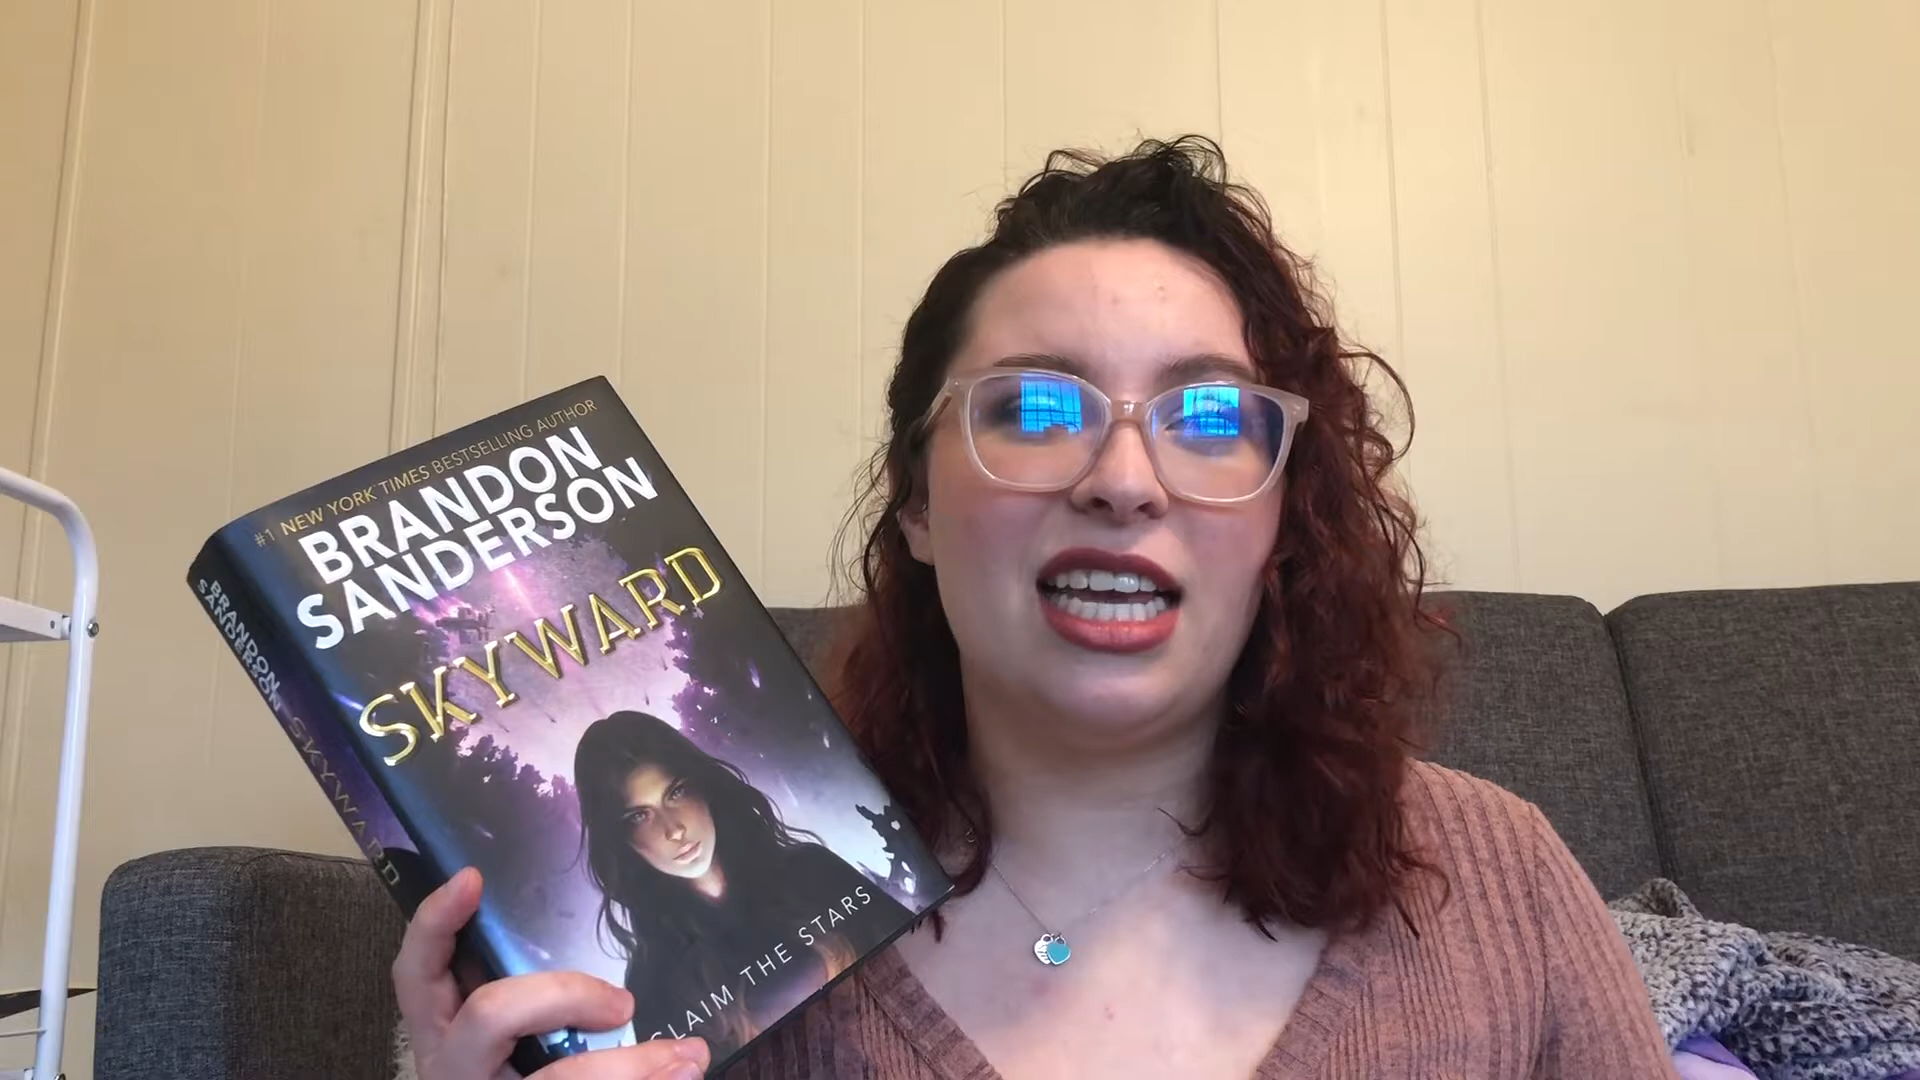 #1 NEW YORK TIMES BESTSELLING AUTHOR
BRANDON
SANDERSON
SKYWARD
CLAIM THE STARS
BRANDON
SANDERSON
SKYWARD